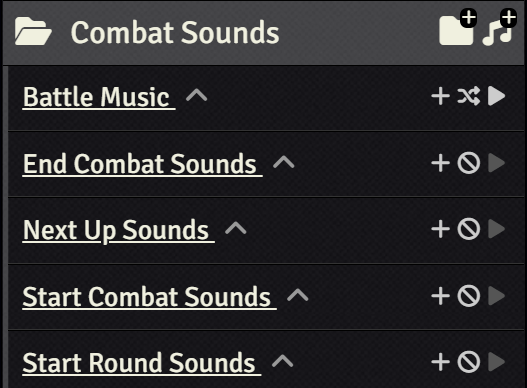 Combat Sounds
Battle Music
End Combat Sounds
Next Up Sounds
Start Combat Sounds
Start Round Sounds